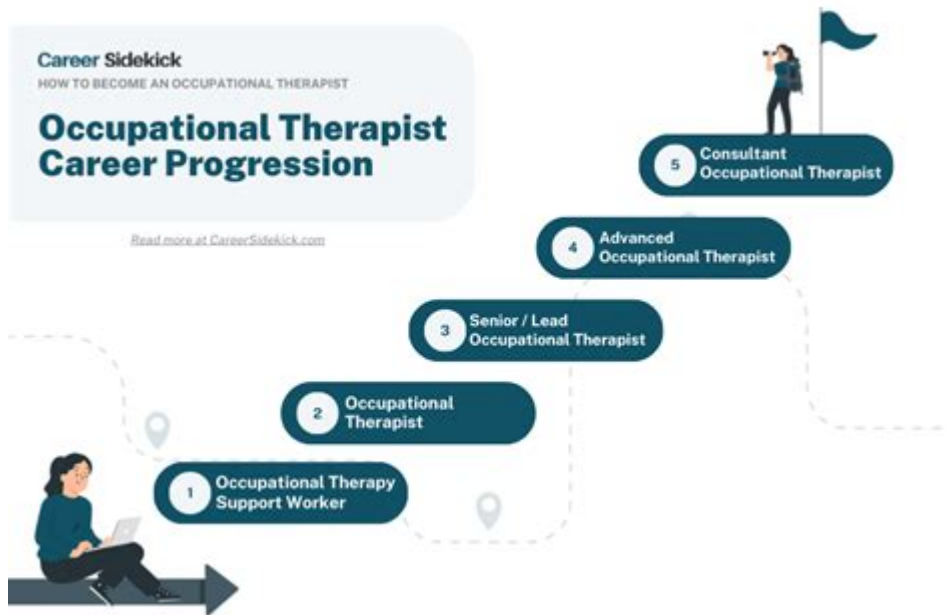 Career Sidekick
HOW TO BECOME AN OCCUPATIONAL THERAPIST
Occupational Therapist
Career Progression
Read more at CareerSidekick.com
5
Consultant
Occupational Therapist
4
Advanced
Occupational Therapist
3
Senior / Lead
Occupational Therapist
2
Occupational
Therapist
1
Occupational Therapy
Support Worker